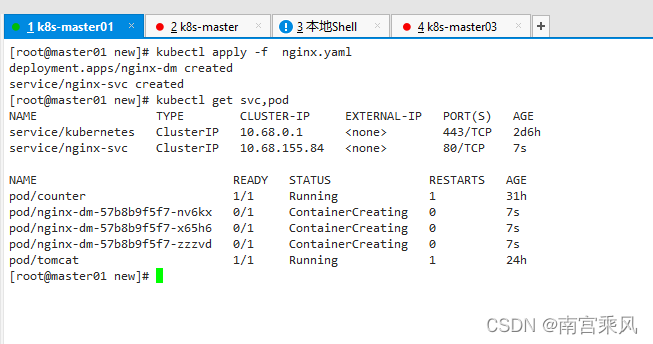 1 k8s-master01 × 2 k8s-master × 3 本地Shell × 4 k8s-master03 × +
[root@master01 new]# kubectl apply -f  nginx.yaml
deployment.apps/nginx-dm created
service/nginx-svc created
[root@master01 new]# kubectl get svc,pod
NAME                 TYPE        CLUSTER-IP     EXTERNAL-IP   PORT(S)   AGE
service/kubernetes   ClusterIP   10.68.0.1      <none>        443/TCP   2d6h
service/nginx-svc    ClusterIP   10.68.155.84   <none>        80/TCP    7s
NAME                            READY   STATUS              RESTARTS   AGE
pod/counter                     1/1     Running             1          31h
pod/nginx-dm-57b8b9f5f7-nv6kx   0/1     ContainerCreating   0          7s
pod/nginx-dm-57b8b9f5f7-x65h6   0/1     ContainerCreating   0          7s
pod/nginx-dm-57b8b9f5f7-zzzvd   0/1     ContainerCreating   0          7s
pod/tomcat                      1/1     Running             1          24h
[root@master01 new]#
CSDN @南宫乘风